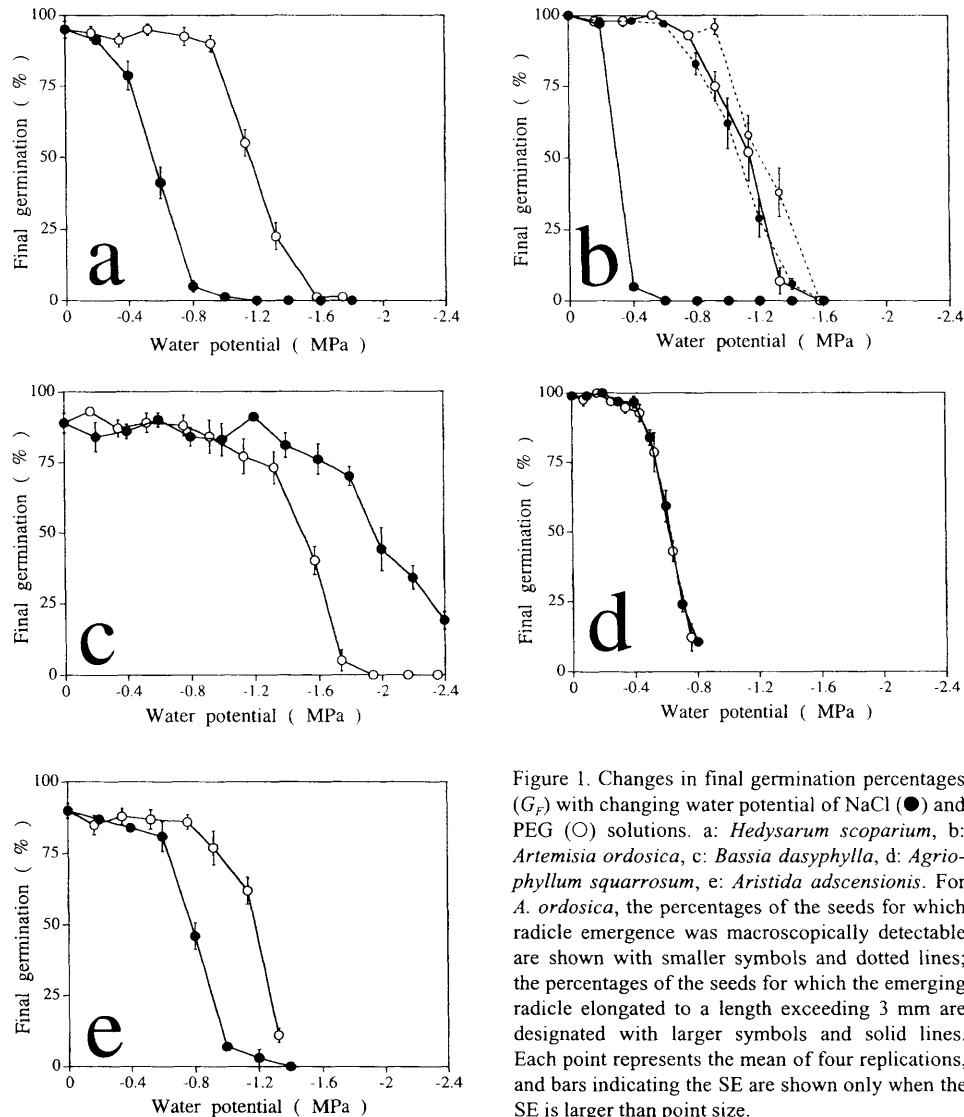 100
75
50
25
0
Final germination ( % )
a
0 -0.4 -0.8 -1.2 -1.6 -2 -2.4
Water potential ( MPa )
100
75
50
25
0
Final germination ( % )
b
0 -0.4 -0.8 -1.2 -1.6 -2 -2.4
Water potential ( MPa )
100
75
50
25
0
Final germination ( % )
c
0 -0.4 -0.8 -1.2 -1.6 -2 -2.4
Water potential ( MPa )
100
75
50
25
0
Final germination ( % )
d
0 -0.4 -0.8 -1.2 -1.6 -2 -2.4
Water potential ( MPa )
100
75
50
25
0
Final germination ( % )
e
0 -0.4 -0.8 -1.2 -1.6 -2 -2.4
Water potential ( MPa )
Figure 1. Changes in final germination percentages
(G_F) with changing water potential of NaCl (●) and
PEG (○) solutions. a: Hedysarum scoparium, b:
Artemisia ordosica, c: Bassia dasyphylla, d: Agrio-
phyllum squarrosum, e: Aristida adscensionis. For
A. ordosica, the percentages of the seeds for which
radicle emergence was macroscopically detectable
are shown with smaller symbols and dotted lines;
the percentages of the seeds for which the emerging
radicle elongated to a length exceeding 3 mm are
designated with larger symbols and solid lines.
Each point represents the mean of four replications,
and bars indicating the SE are shown only when the
SE is larger than point size.